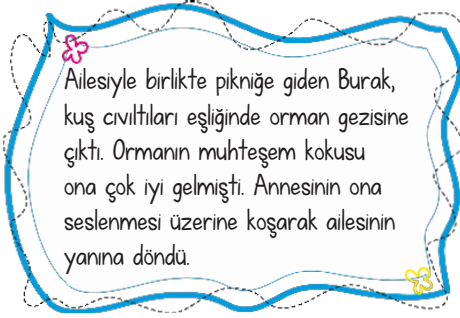 Ailesiyle birlikte pikniğe giden Burak,
kuş cıvıltıları eşliğinde orman gezisine
çıktı. Ormanın muhteşem kokusu
ona çok iyi gelmişti. Annesinin ona
seslenmesi üzerine koşarak ailesinin
yanına döndü.